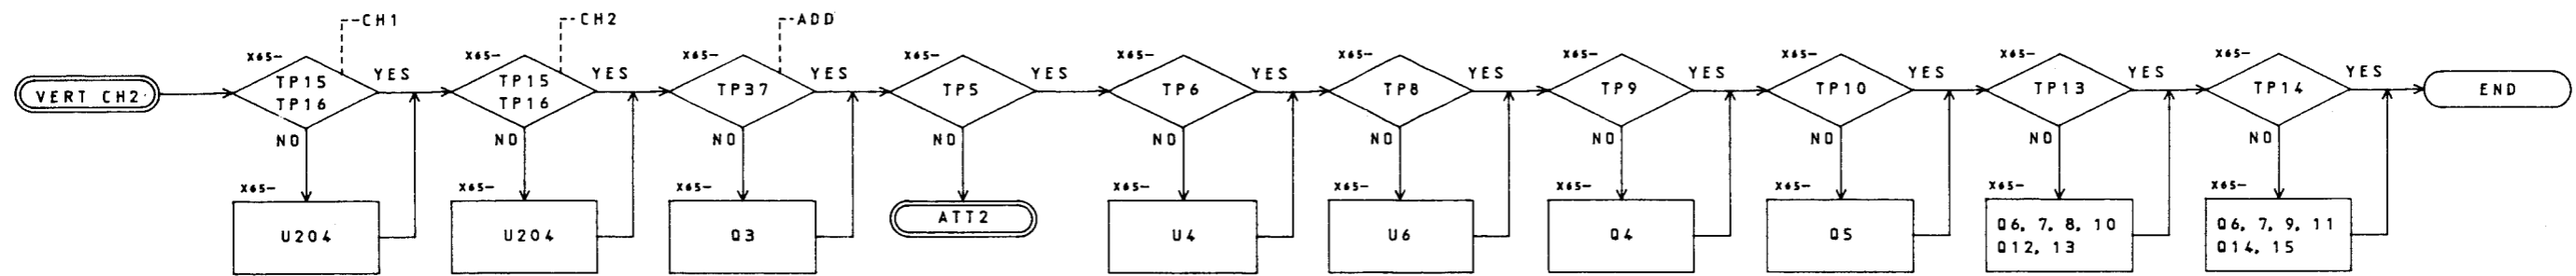 VERT CH2
X65-
CH1
TP15
TP16
YES
NO
X65-
U204
X65-
CH2
TP15
TP16
YES
NO
X65-
U204
X65-
ADD
TP37
YES
NO
X65-
Q3
X65-
TP5
YES
NO
ATT2
X65-
TP6
YES
NO
X65-
U4
X65-
TP8
YES
NO
X65-
U6
X65-
TP9
YES
NO
X65-
Q4
X65-
TP10
YES
NO
X65-
Q5
X65-
TP13
YES
NO
X65-
Q6, 7, 8, 10
Q12, 13
X65-
TP14
YES
NO
X65-
Q6, 7, 9, 11
Q14, 15
END